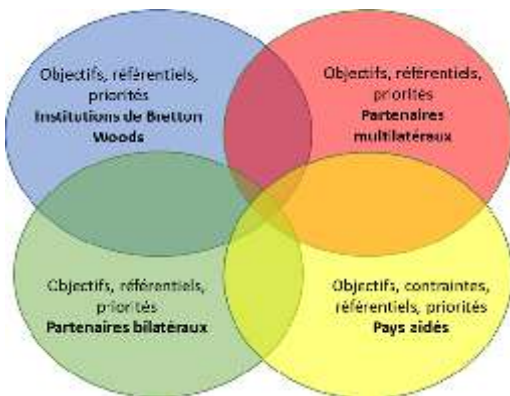 Objectifs, référentiels,
priorités
Institutions de Bretton
Woods
Objectifs, référentiels,
priorités
Partenaires
multilatéraux
Objectifs, référentiels,
priorités
Partenaires bilatéraux
Objectifs, contraintes,
référentiels, priorités
Pays aidés